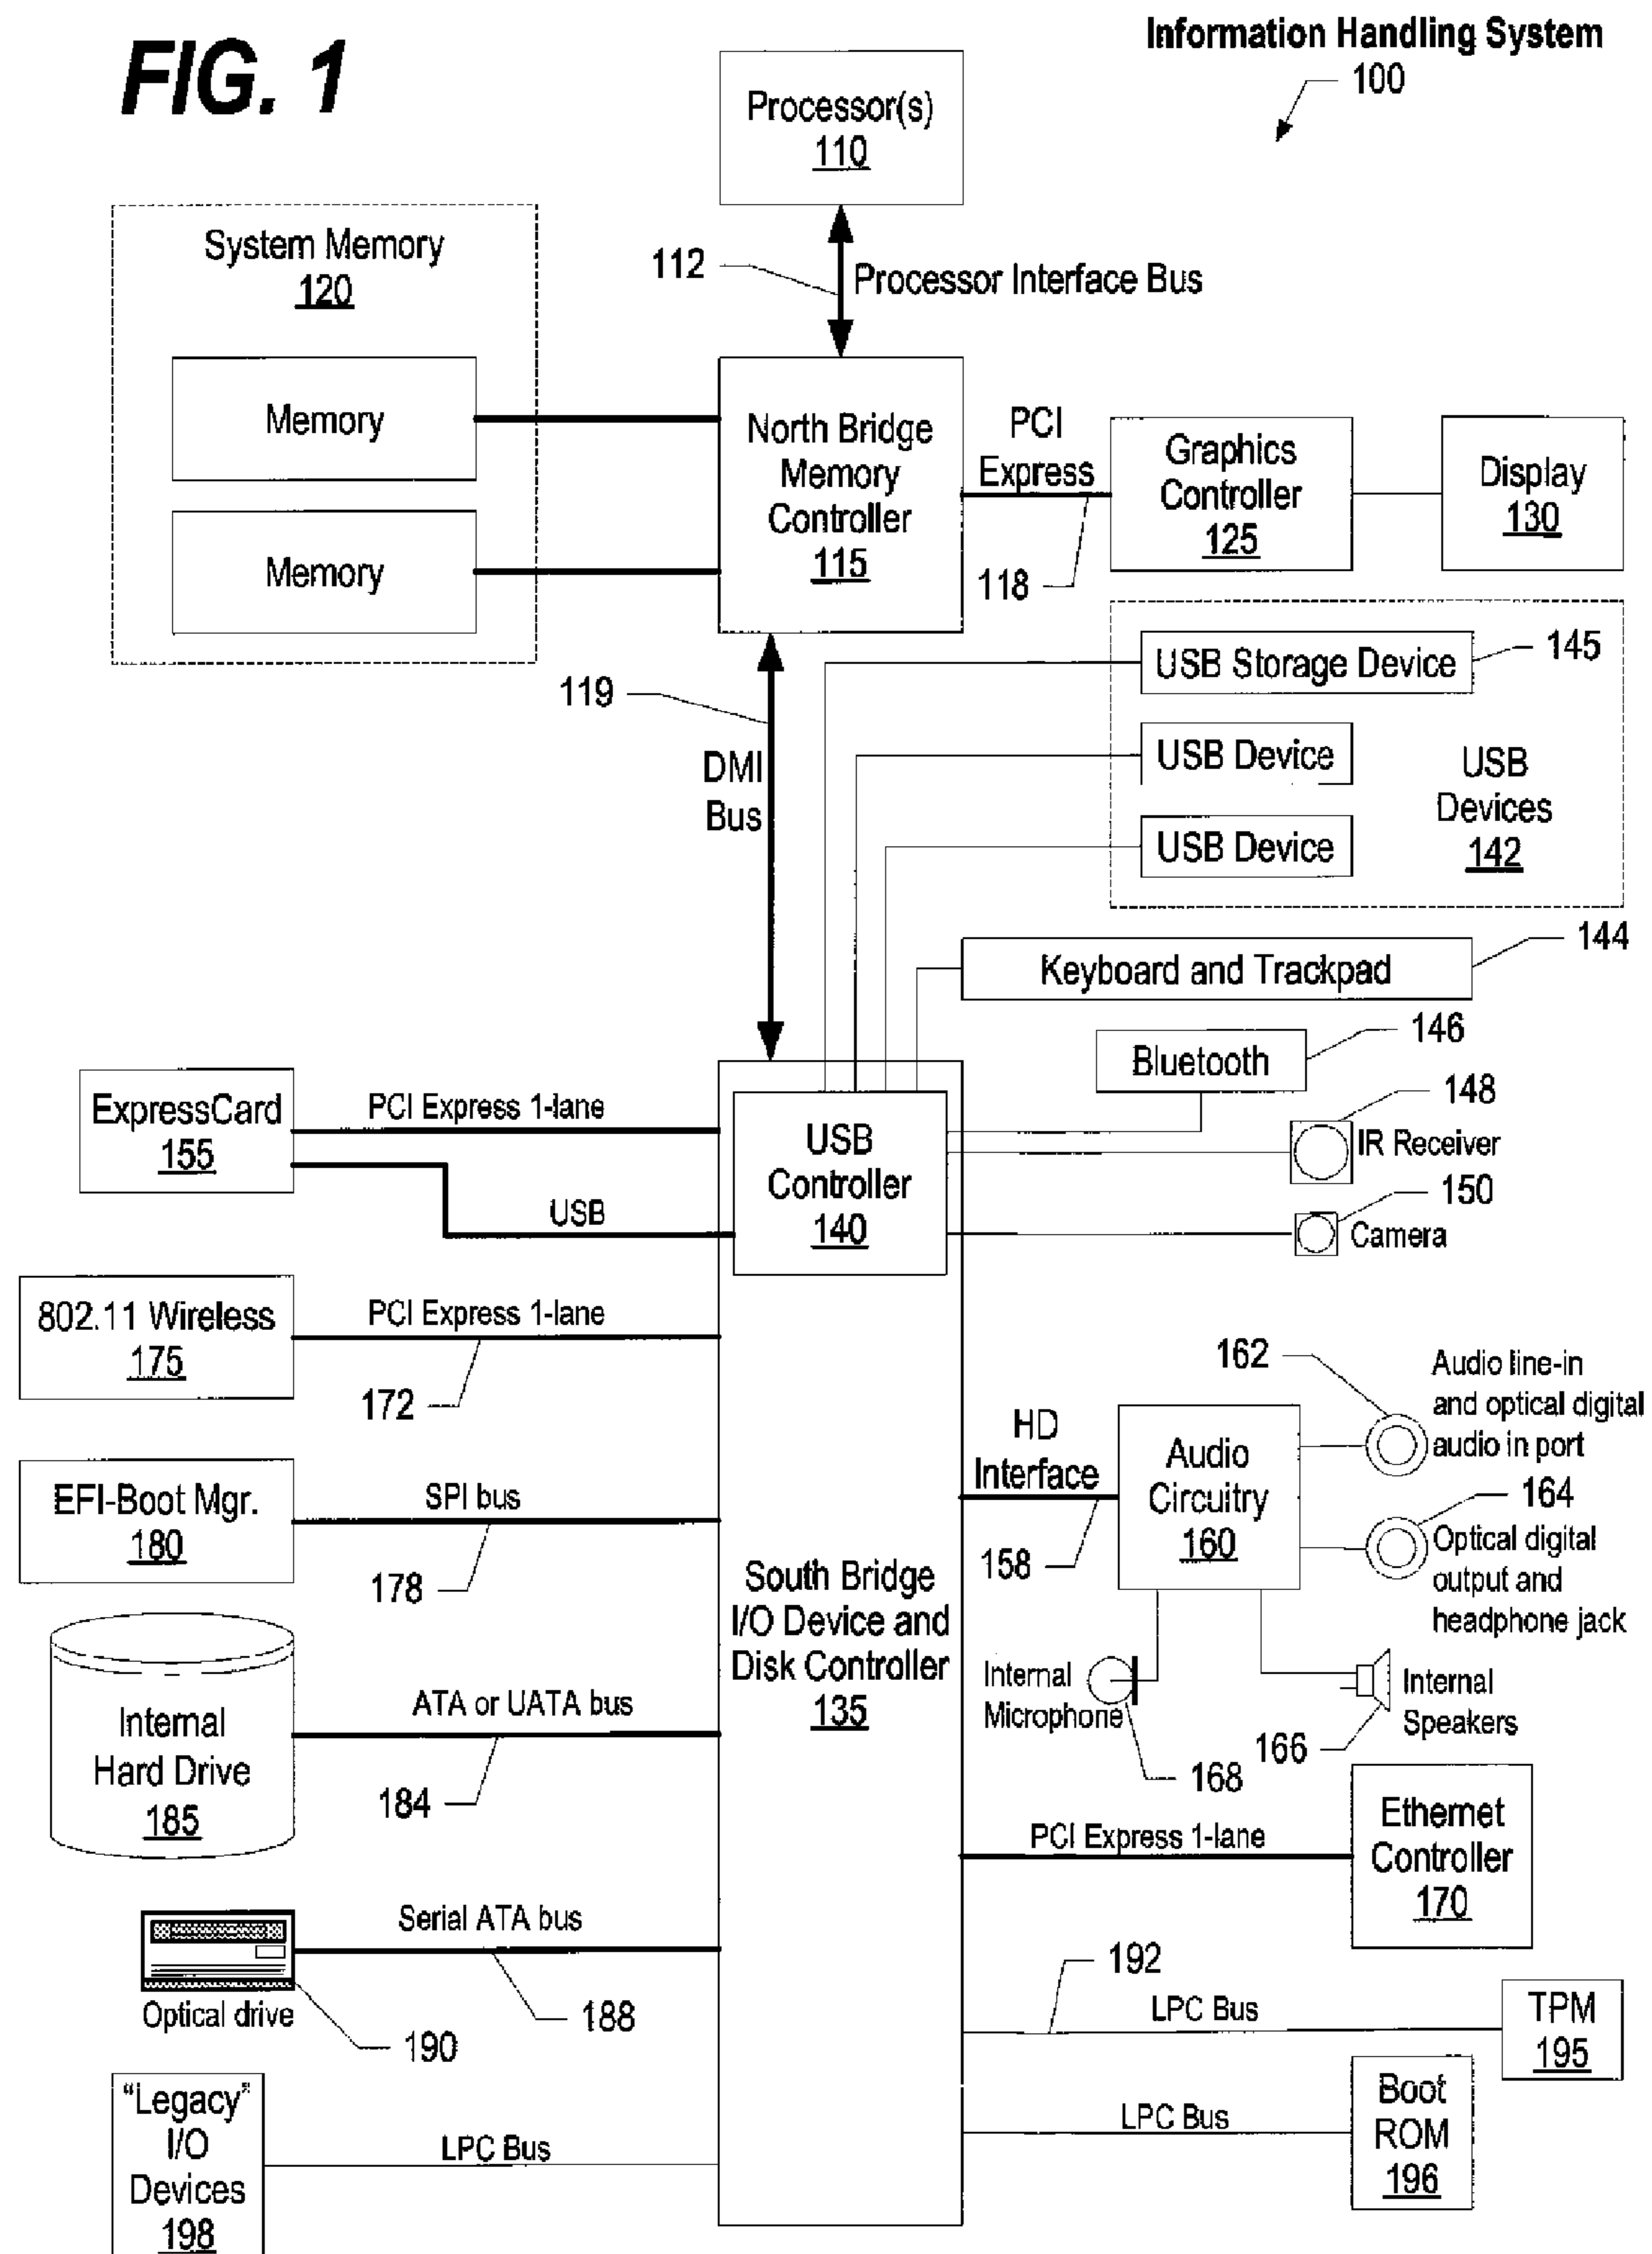 FIG. 1
Information Handling System
100
Processor(s)
110
System Memory
120
112
Processor Interface Bus
Memory
Memory
North Bridge
Memory
Controller
115
PCI
Express
118
Graphics
Controller
125
Display
130
119
DMI
Bus
USB Storage Device
145
USB Device
USB Device
USB
Devices
142
Keyboard and Trackpad
144
Bluetooth
146
148
IR Receiver
150
Camera
ExpressCard
155
PCI Express 1-lane
USB
USB
Controller
140
802.11 Wireless
175
PCI Express 1-lane
172
EFI-Boot Mgr.
180
SPI bus
178
Internal
Hard Drive
185
ATA or UATA bus
184
South Bridge
I/O Device and
Disk Controller
135
HD
Interface
158
Audio
Circuitry
160
162
Audio line-in
and optical digital
audio in port
164
Optical digital
output and
headphone jack
Internal
Microphone
168
Internal
Speakers
166
PCI Express 1-lane
Ethernet
Controller
170
Optical drive
190
Serial ATA bus
188
192
LPC Bus
TPM
195
LPC Bus
Boot
ROM
196
"Legacy"
I/O
Devices
198
LPC Bus